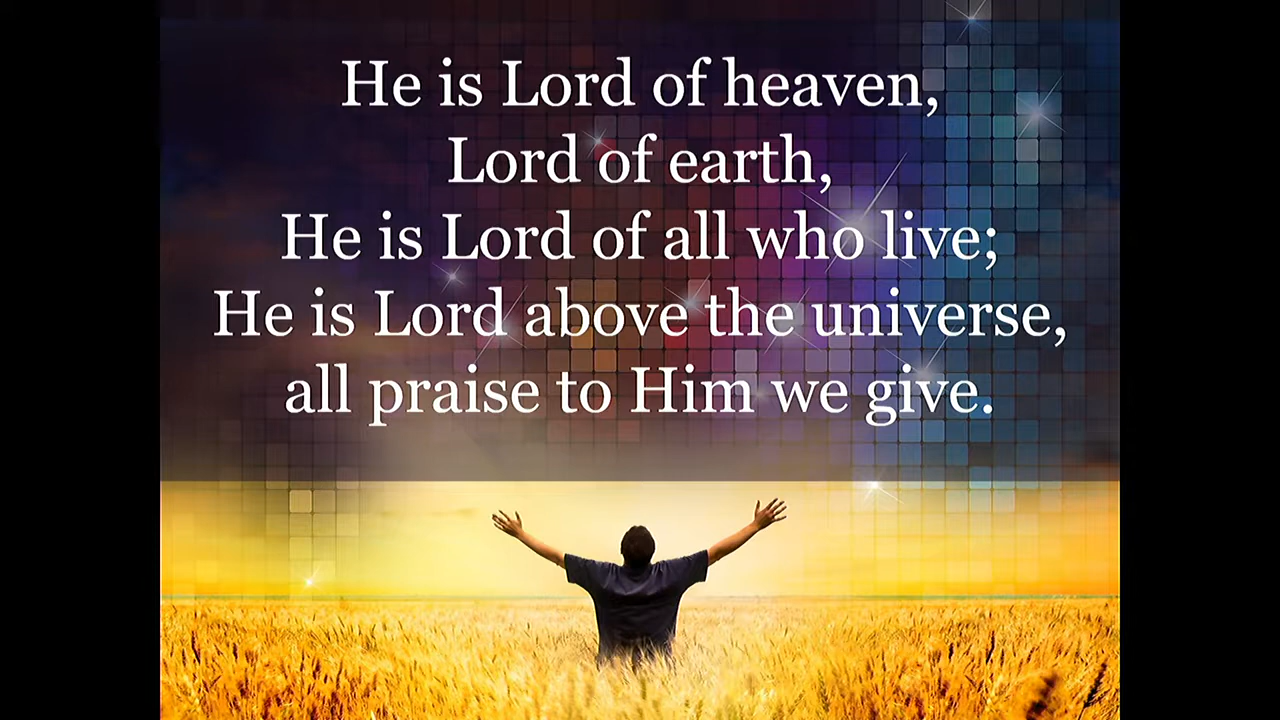 He is Lord of heaven,
Lord of earth,
He is Lord of all who live;
He is Lord above the universe,
all praise to Him we give.